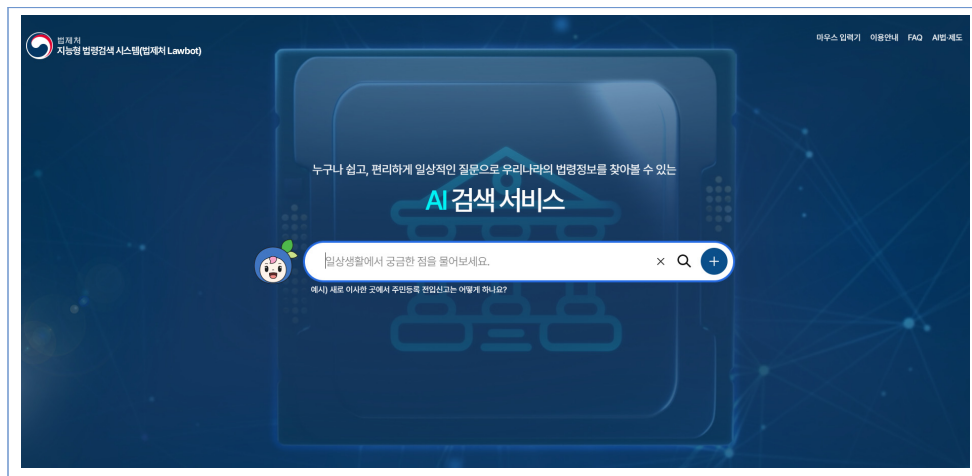 법제처
지능형 법령검색 시스템(법제처 Lawbot)
마우스 입력기 이용안내 FAQ AI법·제도
누구나 쉽고, 편리하게 일상적인 질문으로 우리나라의 법령정보를 찾아볼 수 있는
AI 검색 서비스
일상생활에서 궁금한 점을 물어보세요.
예시) 새로 이사한 곳에서 주민등록 전입신고는 어떻게 하나요?